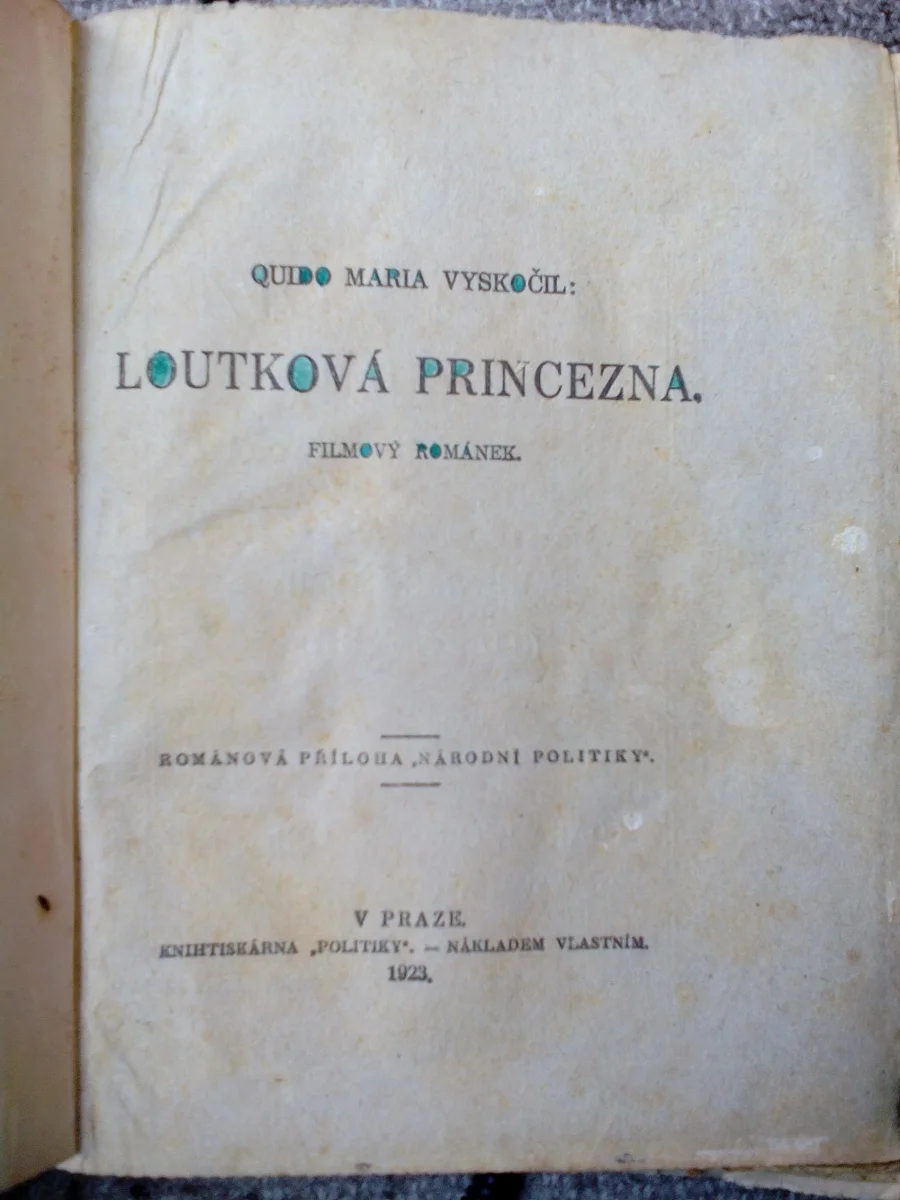 QUIDO MARIA VYSKOČIL:
LOUTKOVÁ PRINCEZNA.
FILMOVÝ ROMÁNEK.
ROMÁNOVÁ PŘÍLOHA „NÁRODNÍ POLITIKY“.
V PRAZE.
KNIHTISKÁRNA „POLITIKY“. — NÁKLADEM VLASTNÍM.
1923.